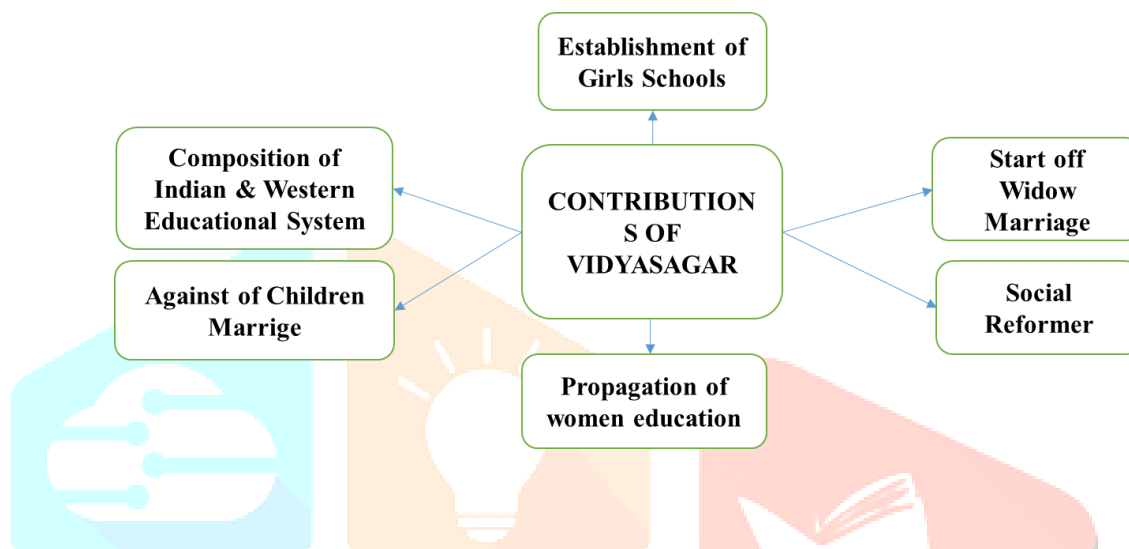 Establishment of
Girls Schools
Composition of
Indian & Western
Educational System
CONTRIBUTION
S OF
VIDYASAGAR
Start off
Widow
Marriage
Against of Children
Marrige
Social
Reformer
Propagation of
women education